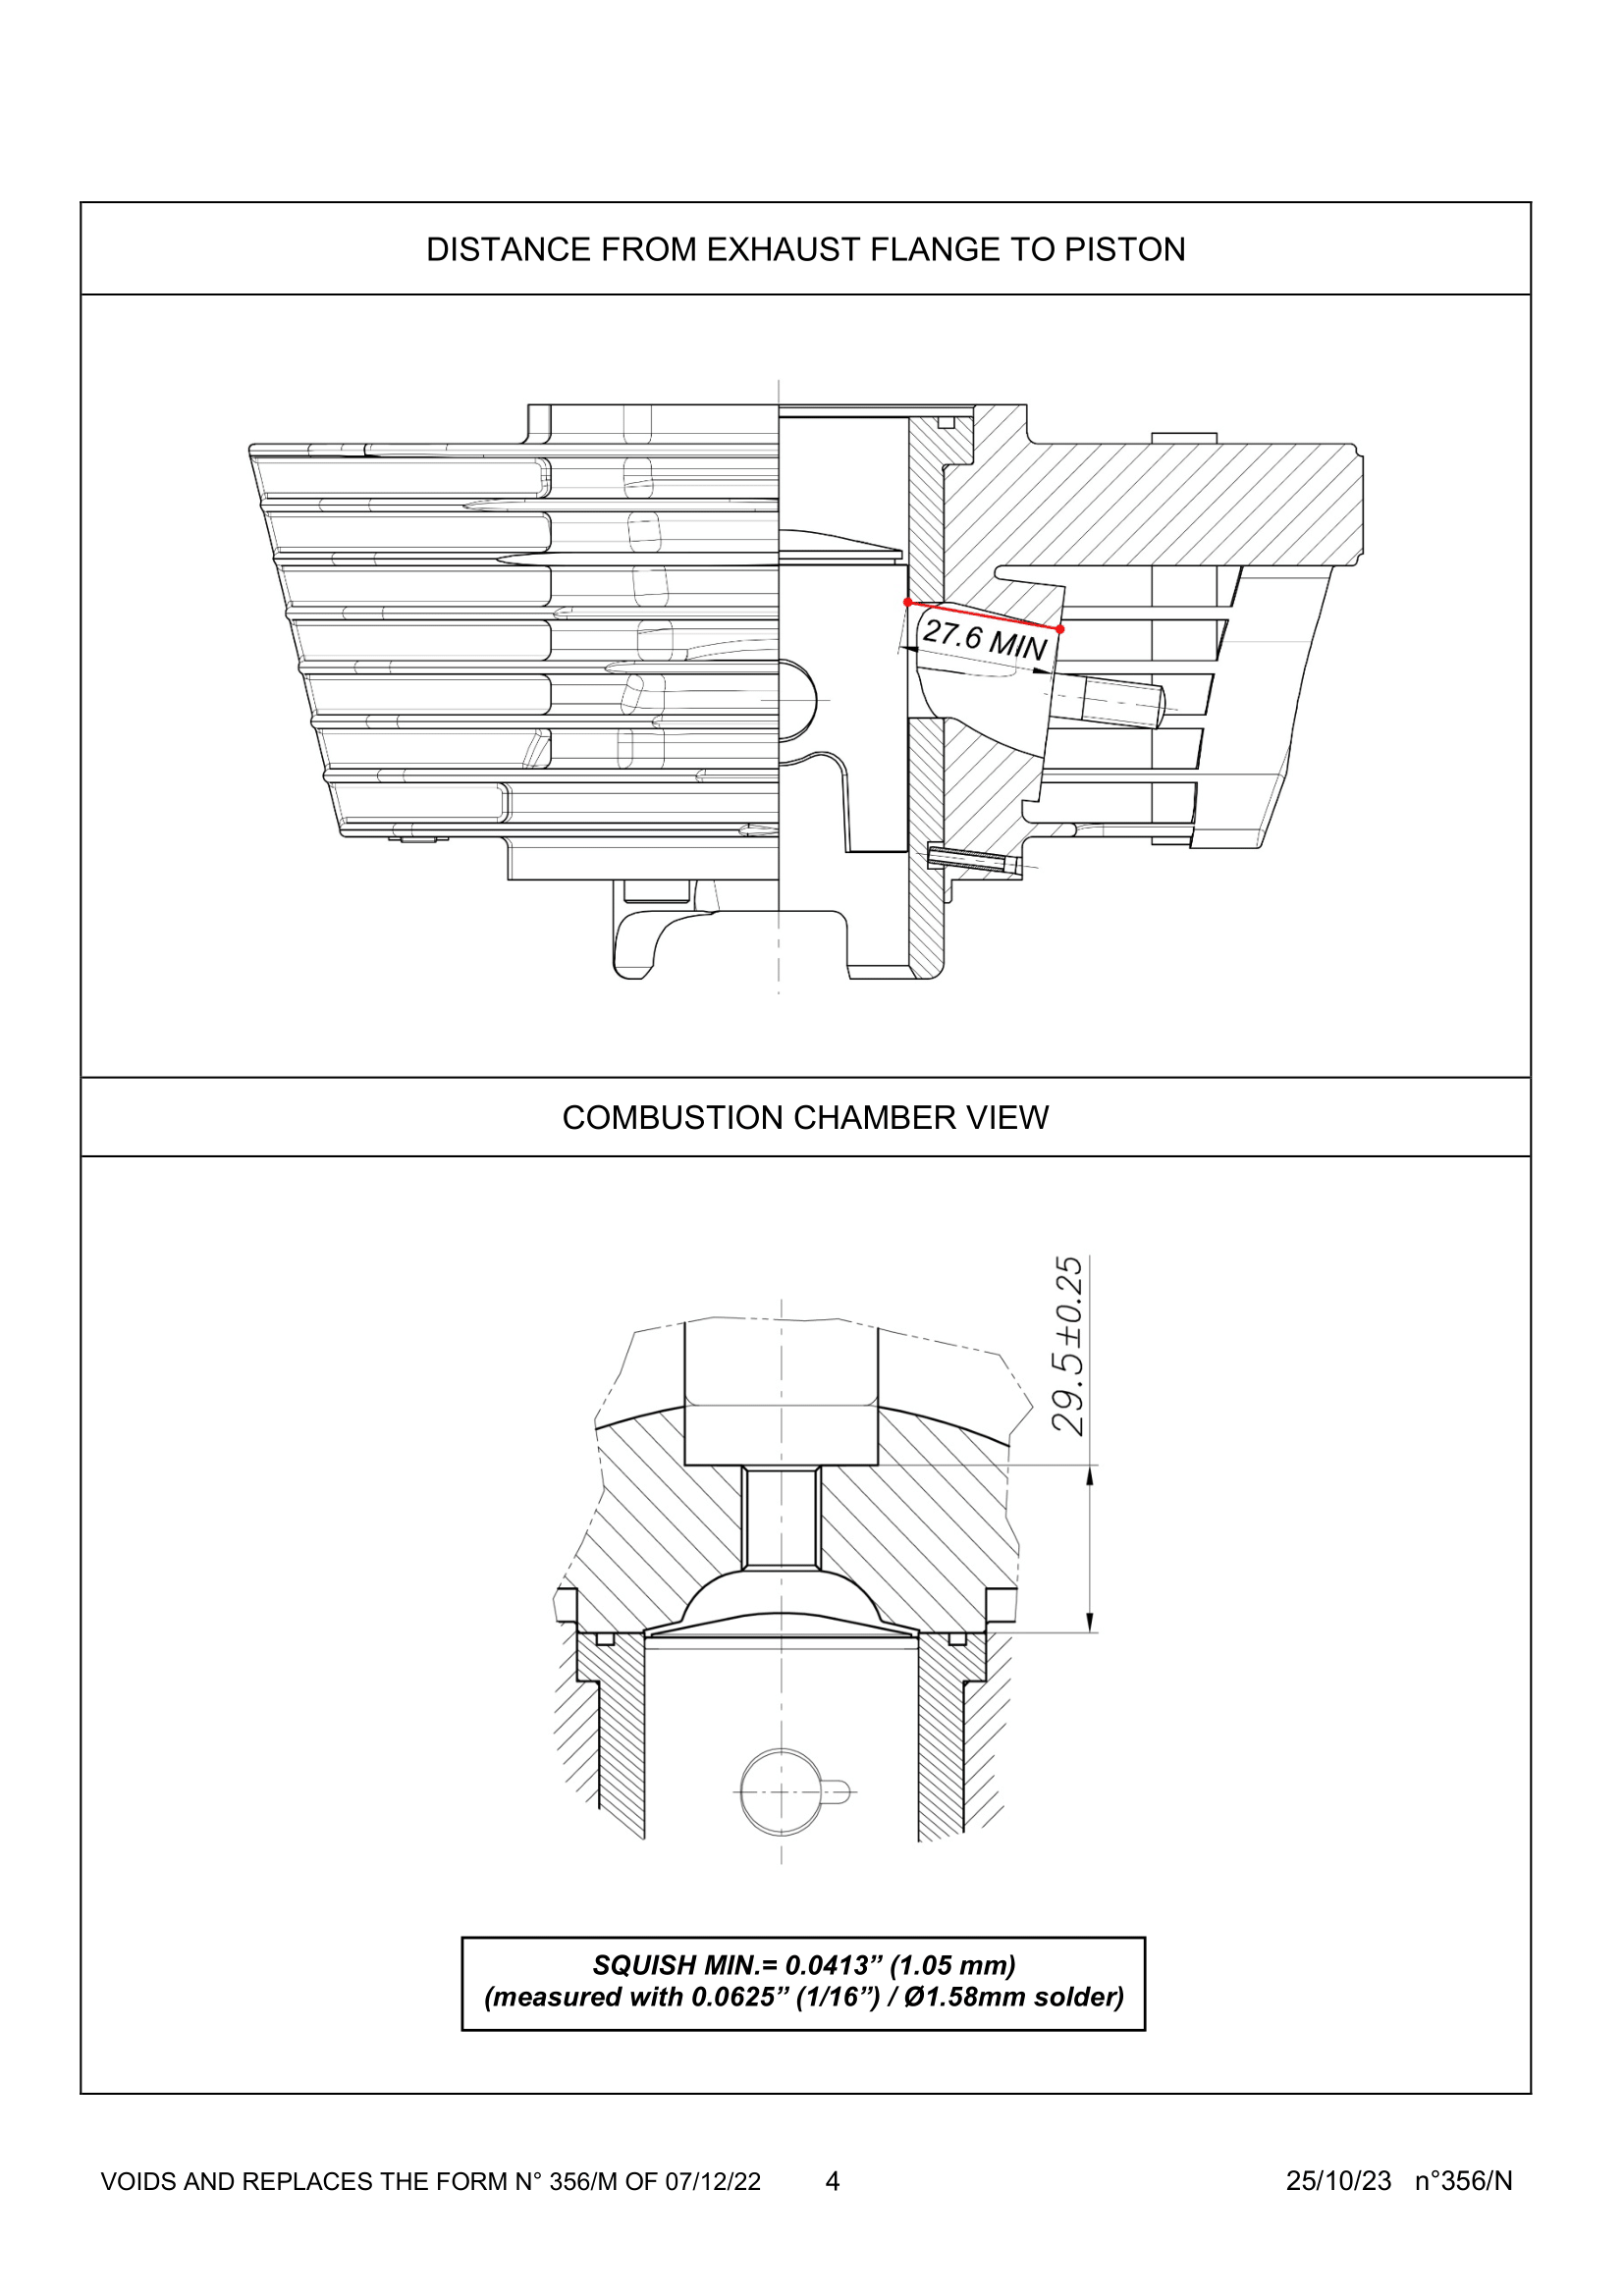 DISTANCE FROM EXHAUST FLANGE TO PISTON
27.6 MIN
COMBUSTION CHAMBER VIEW
29.5±0.25
SQUISH MIN.= 0.0413” (1.05 mm)
(measured with 0.0625” (1/16”) / Ø1.58mm solder)
VOIDS AND REPLACES THE FORM N° 356/M OF 07/12/22 4 25/10/23 n°356/N